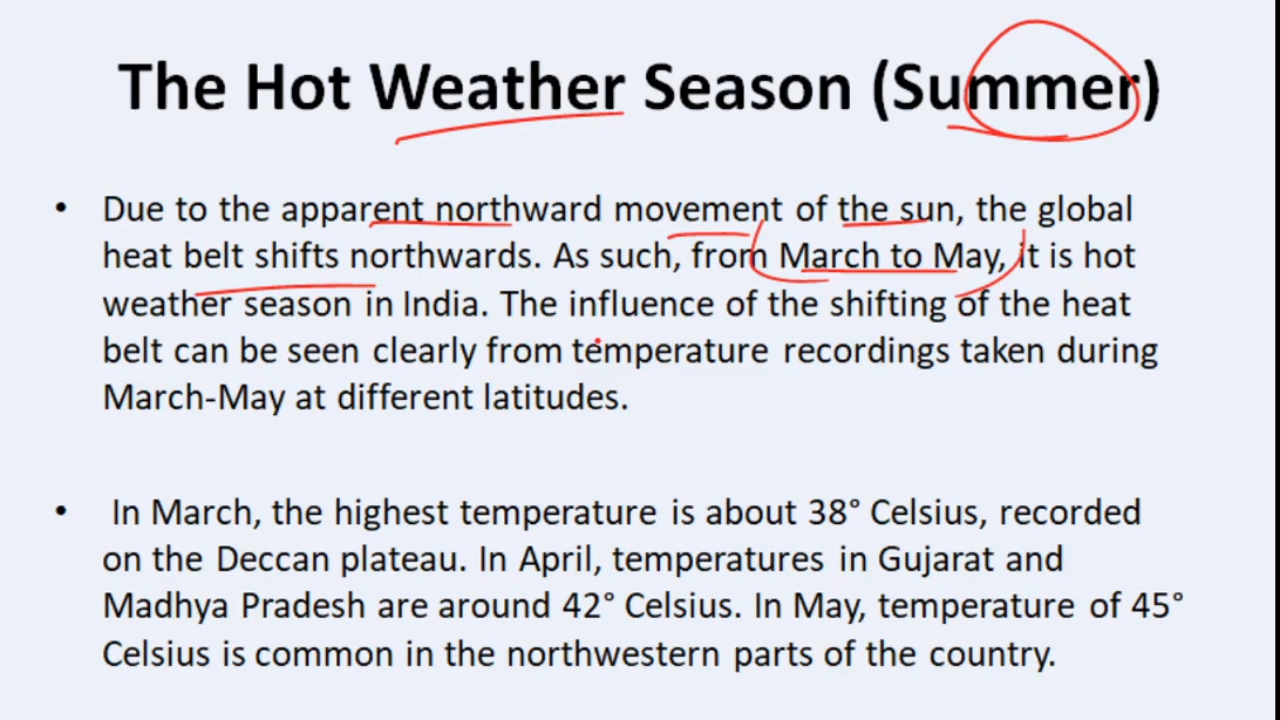 The Hot Weather Season (Summer)
• Due to the apparent northward movement of the sun, the global
heat belt shifts northwards. As such, from March to May, it is hot
weather season in India. The influence of the shifting of the heat
belt can be seen clearly from temperature recordings taken during
March-May at different latitudes.
• In March, the highest temperature is about 38° Celsius, recorded
on the Deccan plateau. In April, temperatures in Gujarat and
Madhya Pradesh are around 42° Celsius. In May, temperature of 45°
Celsius is common in the northwestern parts of the country.